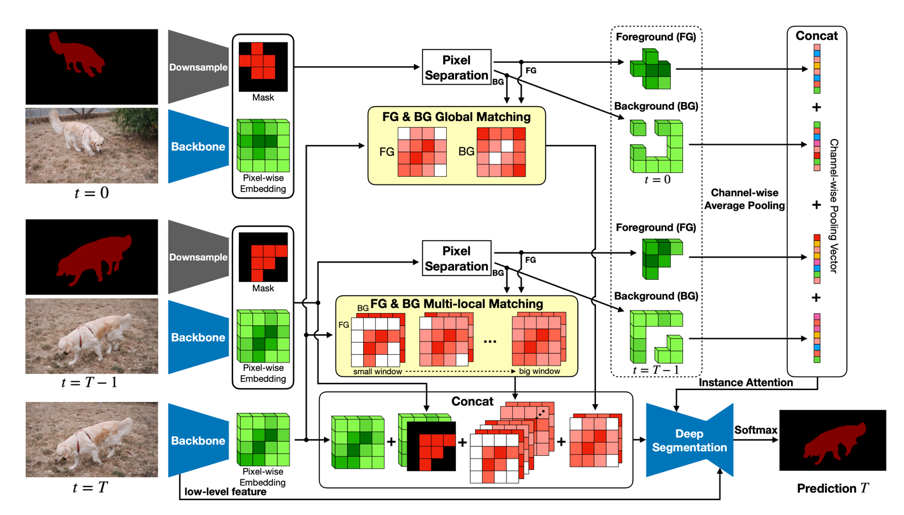 Downsample
Mask
Backbone
Pixel-wise
Embedding
t = 0
Pixel
Separation
FG
BG
FG & BG Global Matching
FG
BG
Foreground (FG)
Background (BG)
t = 0
Concat
Channel-wise
Average Pooling
Channel-wise Pooling Vector
+
+
+
Downsample
Mask
Backbone
Pixel-wise
Embedding
t = T − 1
Pixel
Separation
FG
BG
FG & BG Multi-local Matching
BG
FG
...
small window
big window
Foreground (FG)
Background (BG)
t = T − 1
Instance Attention
Backbone
Pixel-wise
Embedding
t = T
low-level feature
Concat
+
+
+
Deep
Segmentation
Softmax
Prediction T